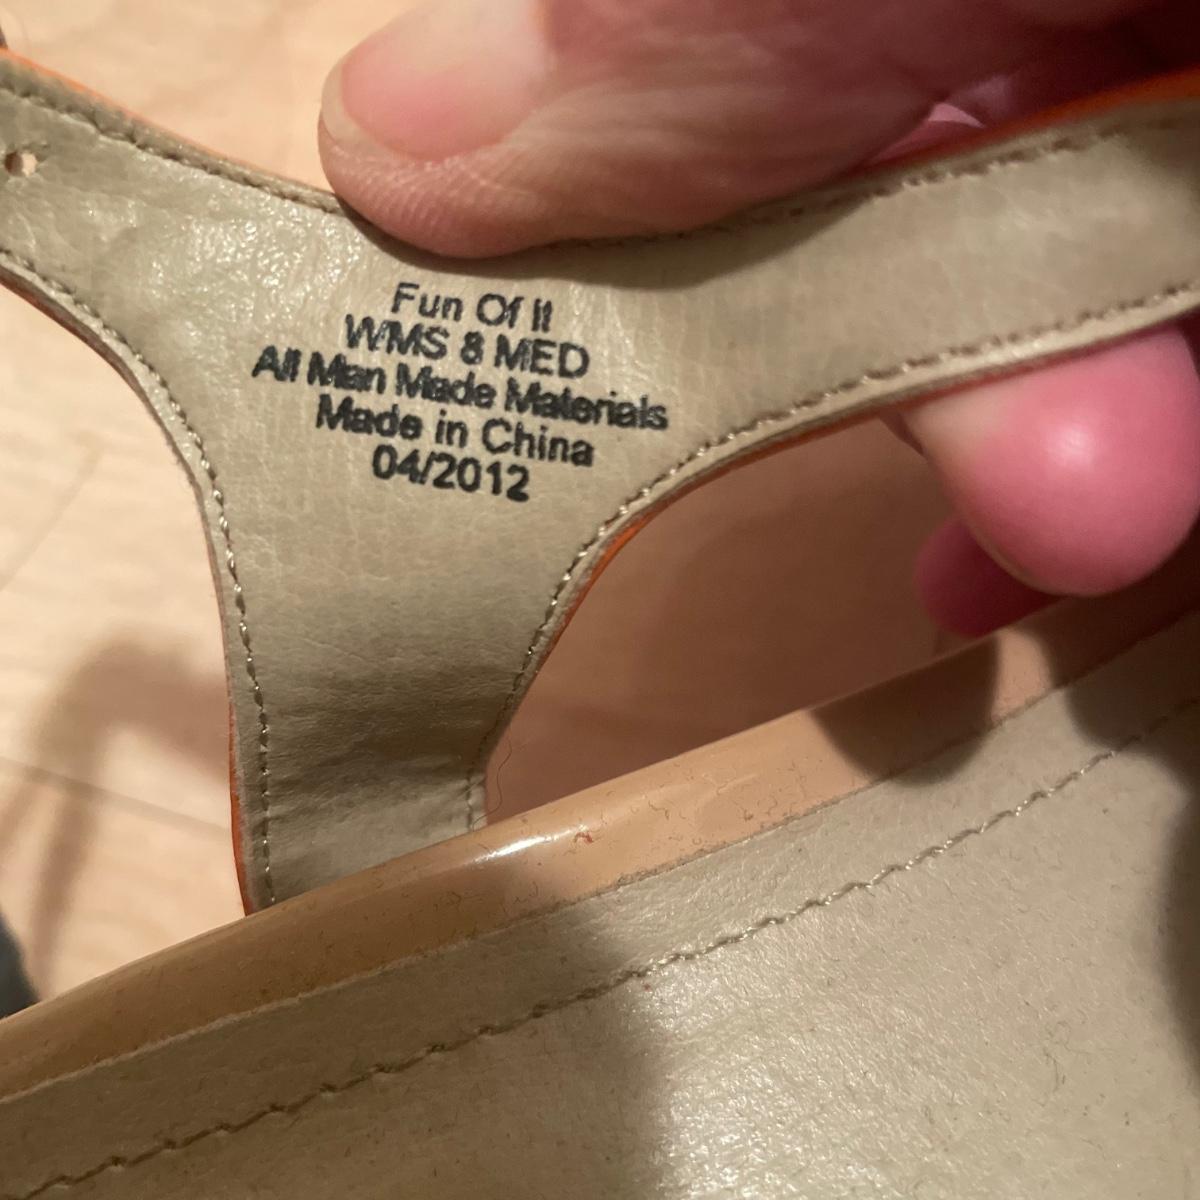 Fun Of It
WMS 8 MED
All Man Made Materials
Made in China
04/2012